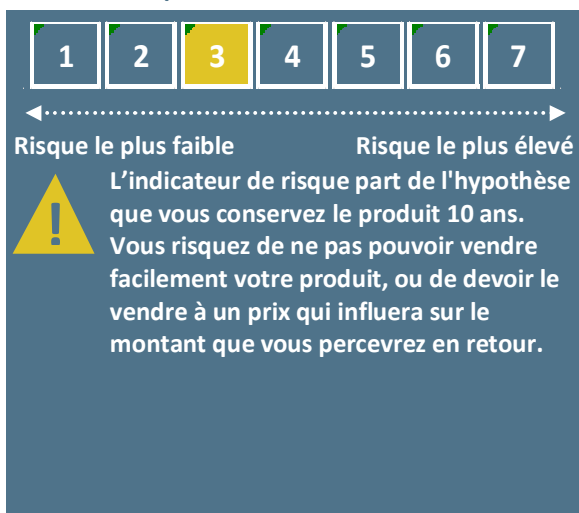 1 2 3 4 5 6 7
Risque le plus faible Risque le plus élevé
L’indicateur de risque part de l'hypothèse
que vous conservez le produit 10 ans.
Vous risquez de ne pas pouvoir vendre
facilement votre produit, ou de devoir le
vendre à un prix qui influera sur le
montant que vous percevrez en retour.